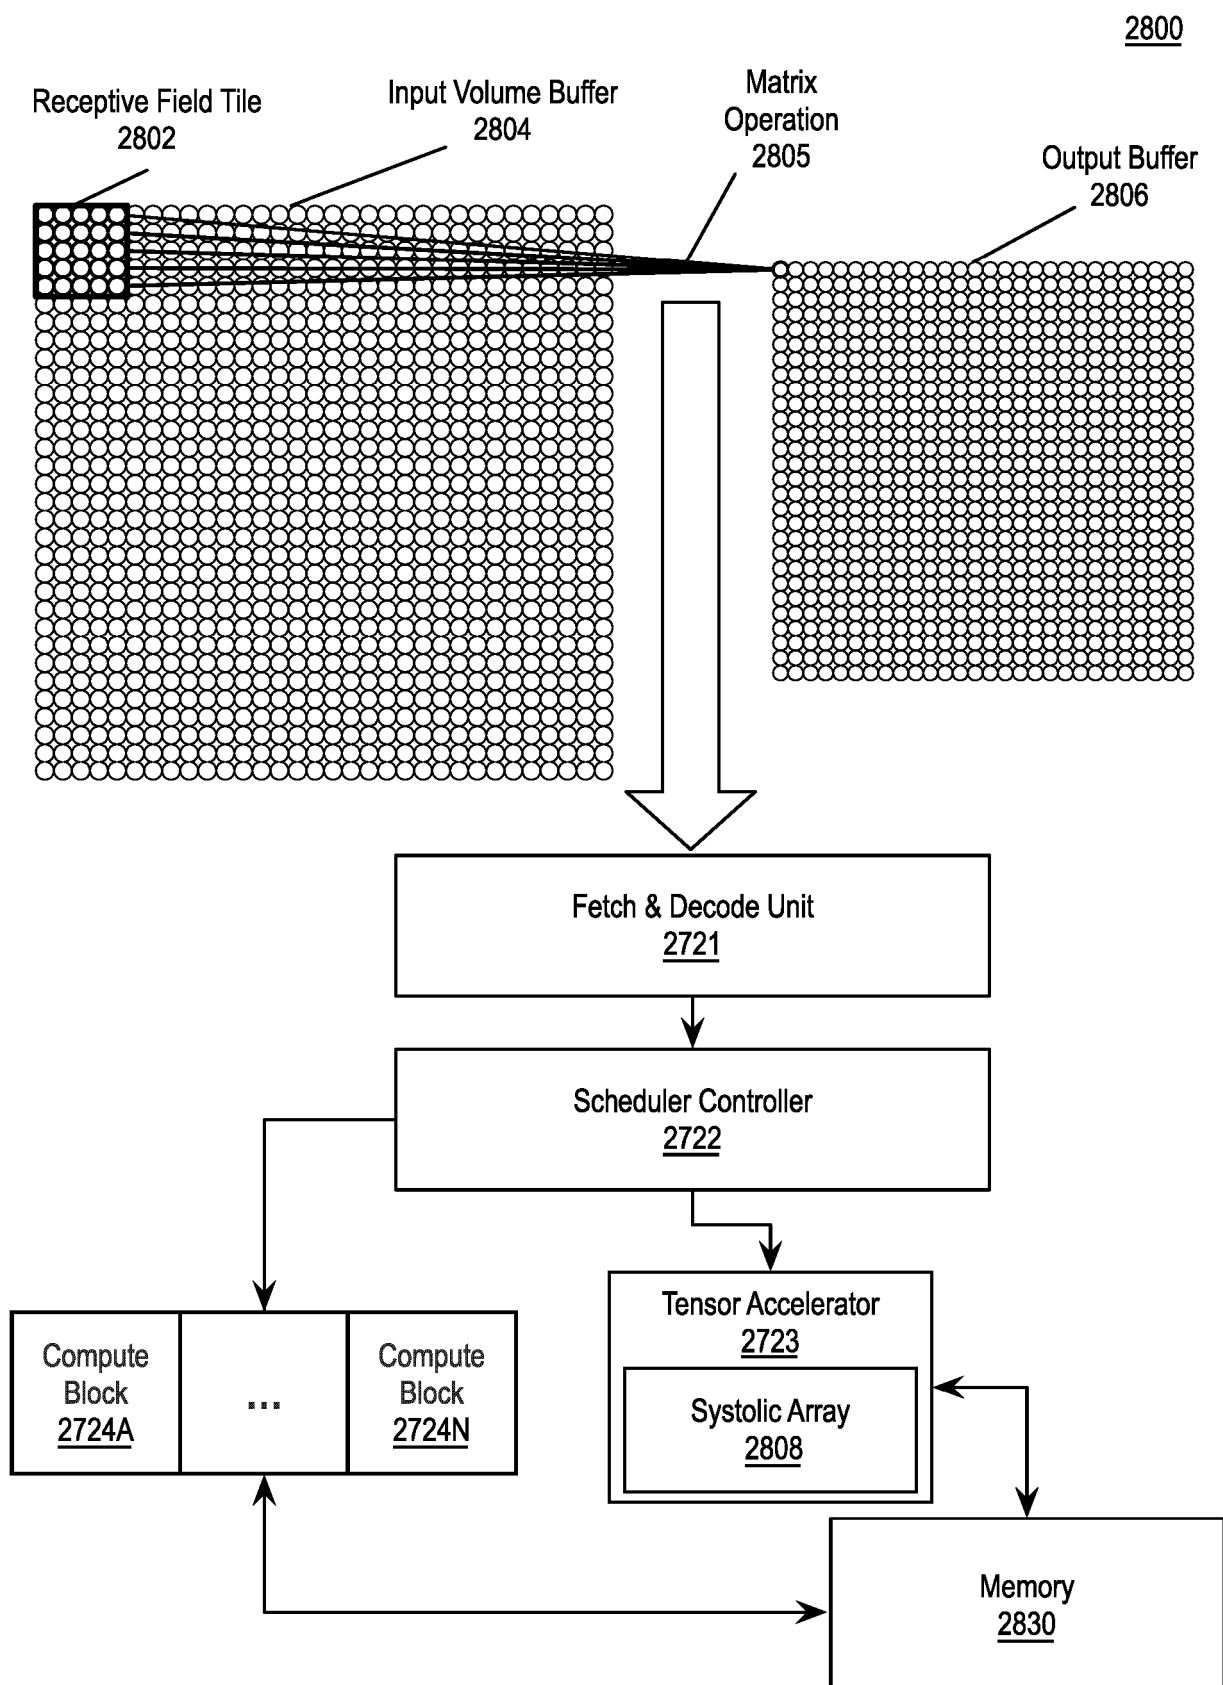 2800
Receptive Field Tile
2802
Input Volume Buffer
2804
Matrix
Operation
2805
Output Buffer
2806
Fetch & Decode Unit
2721
Scheduler Controller
2722
Tensor Accelerator
2723
Systolic Array
2808
Compute
Block
2724A
...
Compute
Block
2724N
Memory
2830